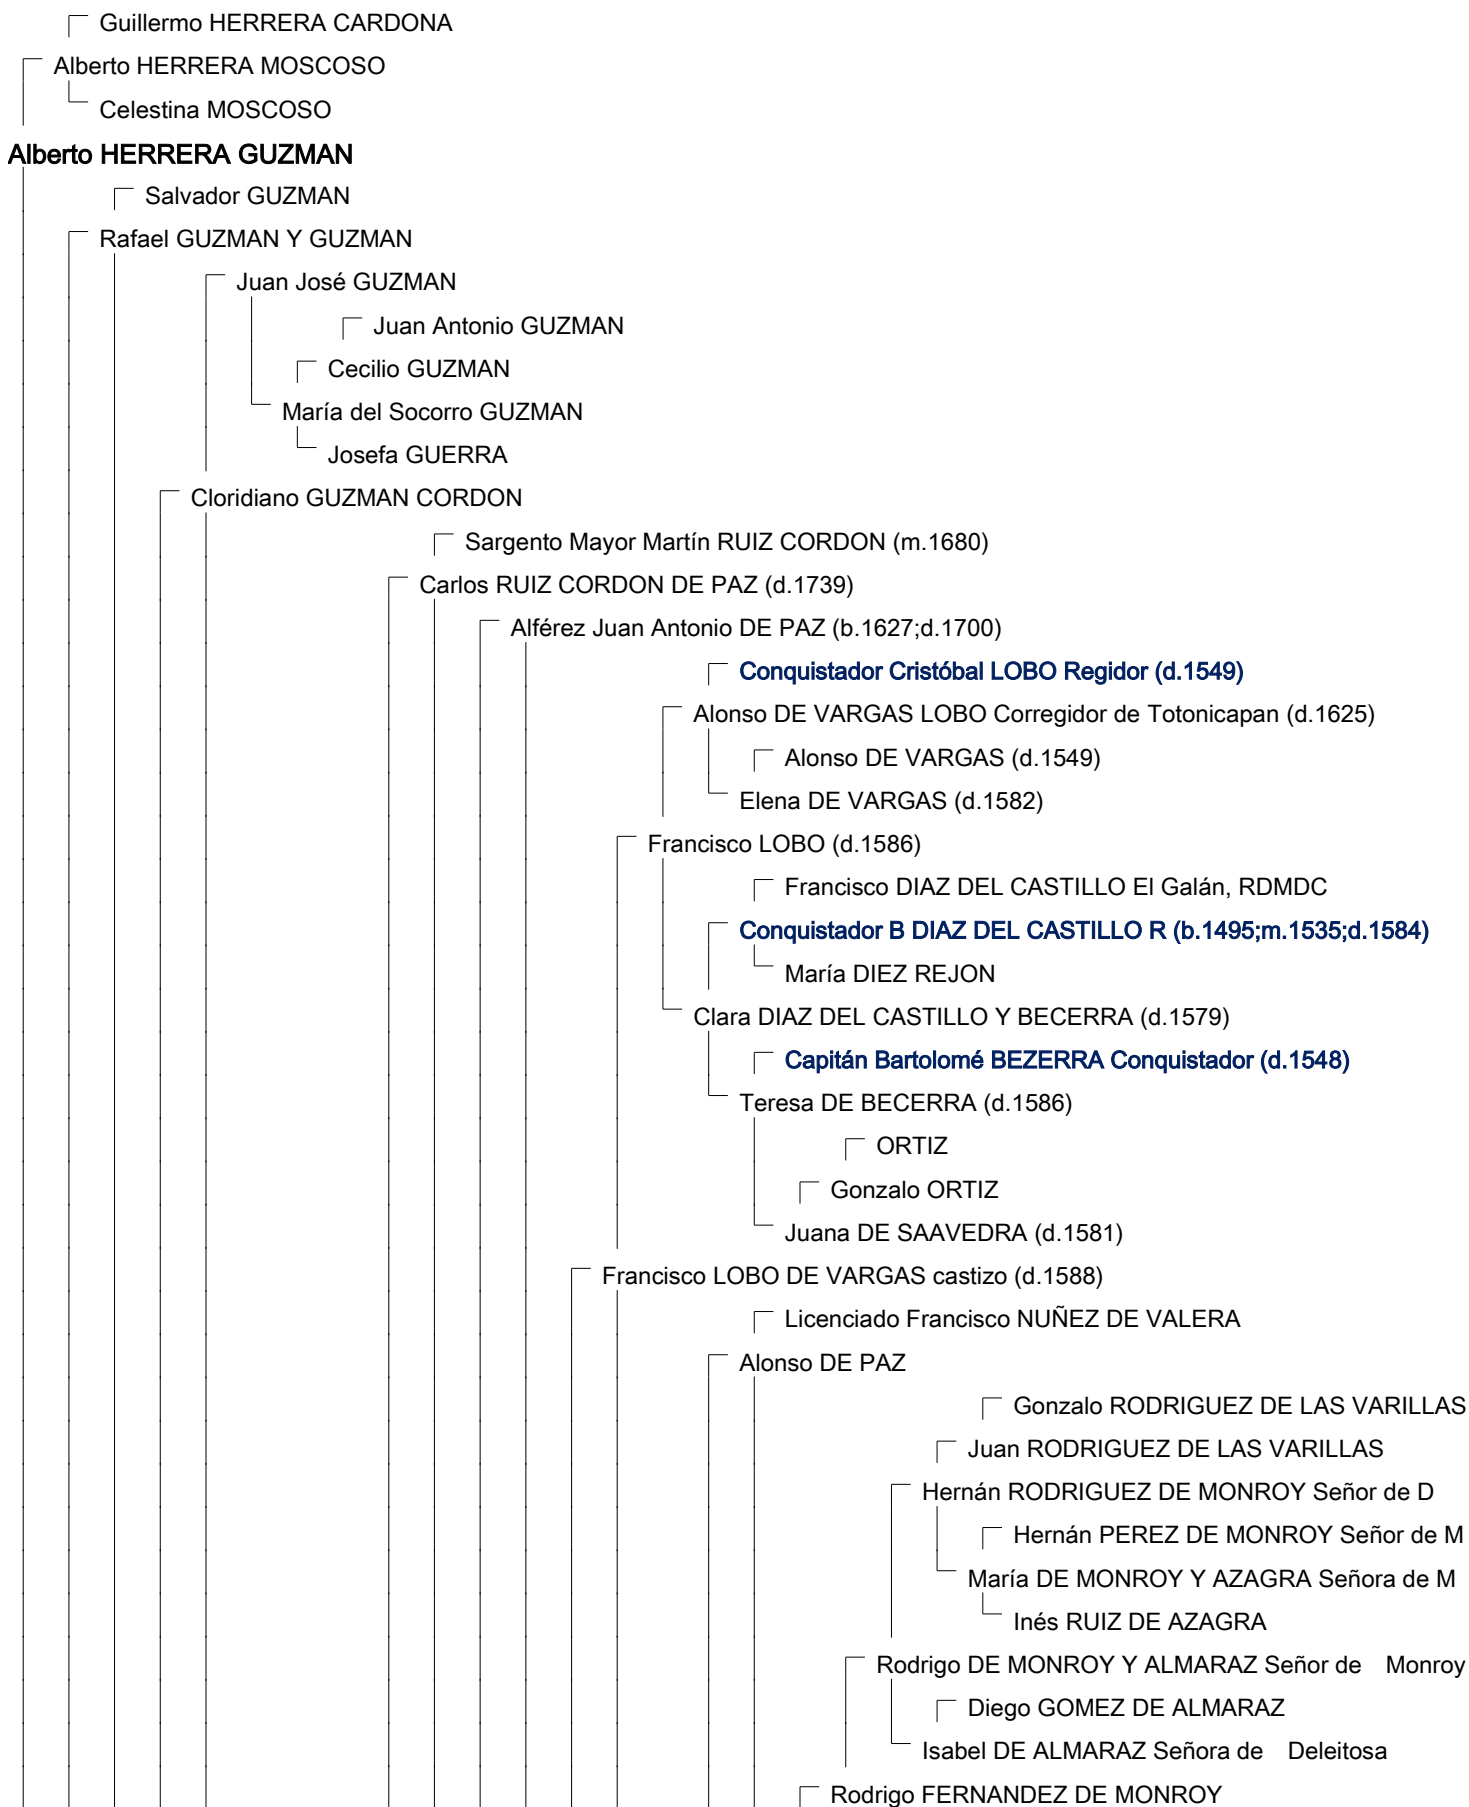 Guillermo HERRERA CARDONA
Alberto HERRERA MOSCOSO
Celestina MOSCOSO
Alberto HERRERA GUZMAN
Salvador GUZMAN
Rafael GUZMAN Y GUZMAN
Juan José GUZMAN
Juan Antonio GUZMAN
Cecilio GUZMAN
María del Socorro GUZMAN
Josefa GUERRA
Cloridiano GUZMAN CORDON
Sargento Mayor Martín RUIZ CORDON (m.1680)
Carlos RUIZ CORDON DE PAZ (d.1739)
Alférez Juan Antonio DE PAZ (b.1627;d.1700)
Conquistador Cristóbal LOBO Regidor (d.1549)
Alonso DE VARGAS LOBO Corregidor de Totonicapan (d.1625)
Alonso DE VARGAS (d.1549)
Elena DE VARGAS (d.1582)
Francisco LOBO (d.1586)
Francisco DIAZ DEL CASTILLO El Galán, RDMDC
Conquistador B DIAZ DEL CASTILLO R (b.1495;m.1535;d.1584)
María DIEZ REJON
Clara DIAZ DEL CASTILLO Y BECERRA (d.1579)
Capitán Bartolomé BEZERRA Conquistador (d.1548)
Teresa DE BECERRA (d.1586)
ORTIZ
Gonzalo ORTIZ
Juana DE SAAVEDRA (d.1581)
Francisco LOBO DE VARGAS castizo (d.1588)
Licenciado Francisco NUÑEZ DE VALERA
Alonso DE PAZ
Gonzalo RODRIGUEZ DE LAS VARILLAS
Juan RODRIGUEZ DE LAS VARILLAS
Hernán RODRIGUEZ DE MONROY Señor de D
Hernán PEREZ DE MONROY Señor de M
María DE MONROY Y AZAGRA Señora de M
Inés RUIZ DE AZAGRA
Rodrigo DE MONROY Y ALMARAZ Señor de Monroy
Diego GOMEZ DE ALMARAZ
Isabel DE ALMARAZ Señora de Deleitosa
Rodrigo FERNANDEZ DE MONROY